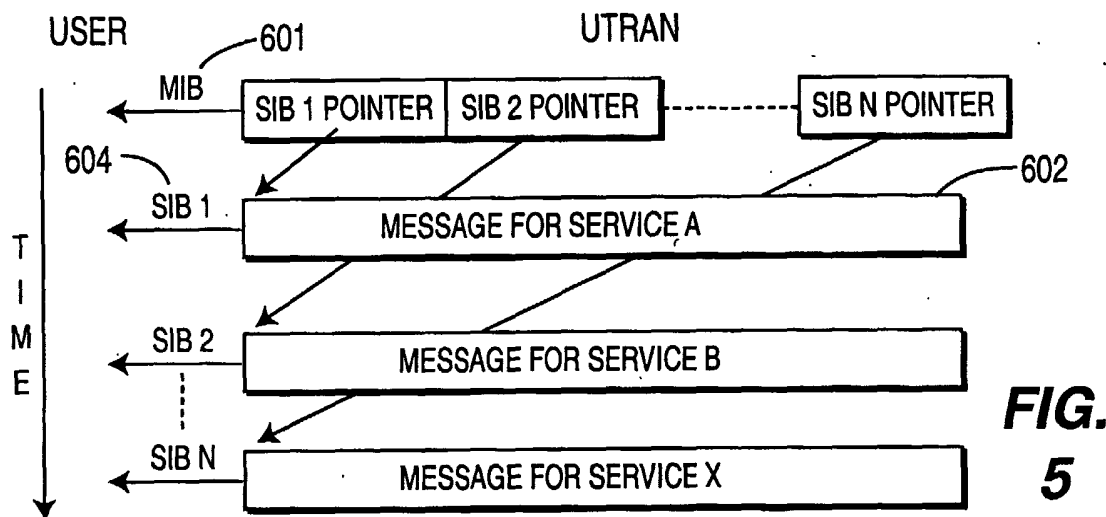 USER
UTRAN
601
MIB
SIB 1 POINTER
SIB 2 POINTER
SIB N POINTER
604
602
SIB 1
MESSAGE FOR SERVICE A
TIME
SIB 2
MESSAGE FOR SERVICE B
SIB N
MESSAGE FOR SERVICE X
FIG.
5